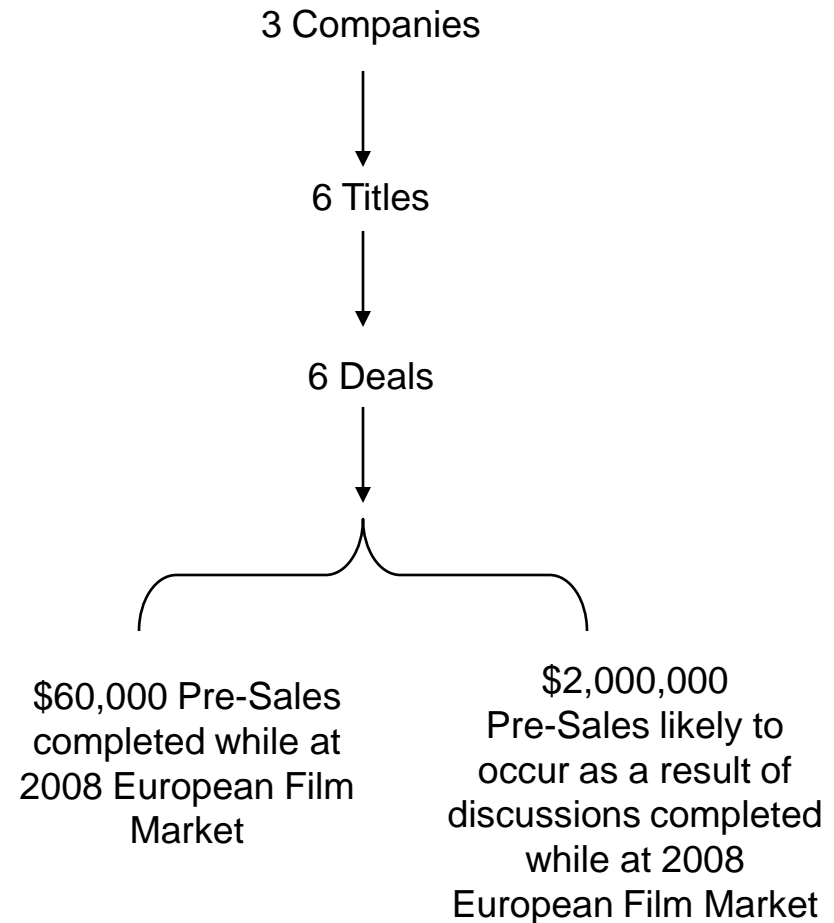 3 Companies
6 Titles
6 Deals
$60,000 Pre-Sales
completed while at
2008 European Film
Market
$2,000,000
Pre-Sales likely to
occur as a result of
discussions completed
while at 2008
European Film Market